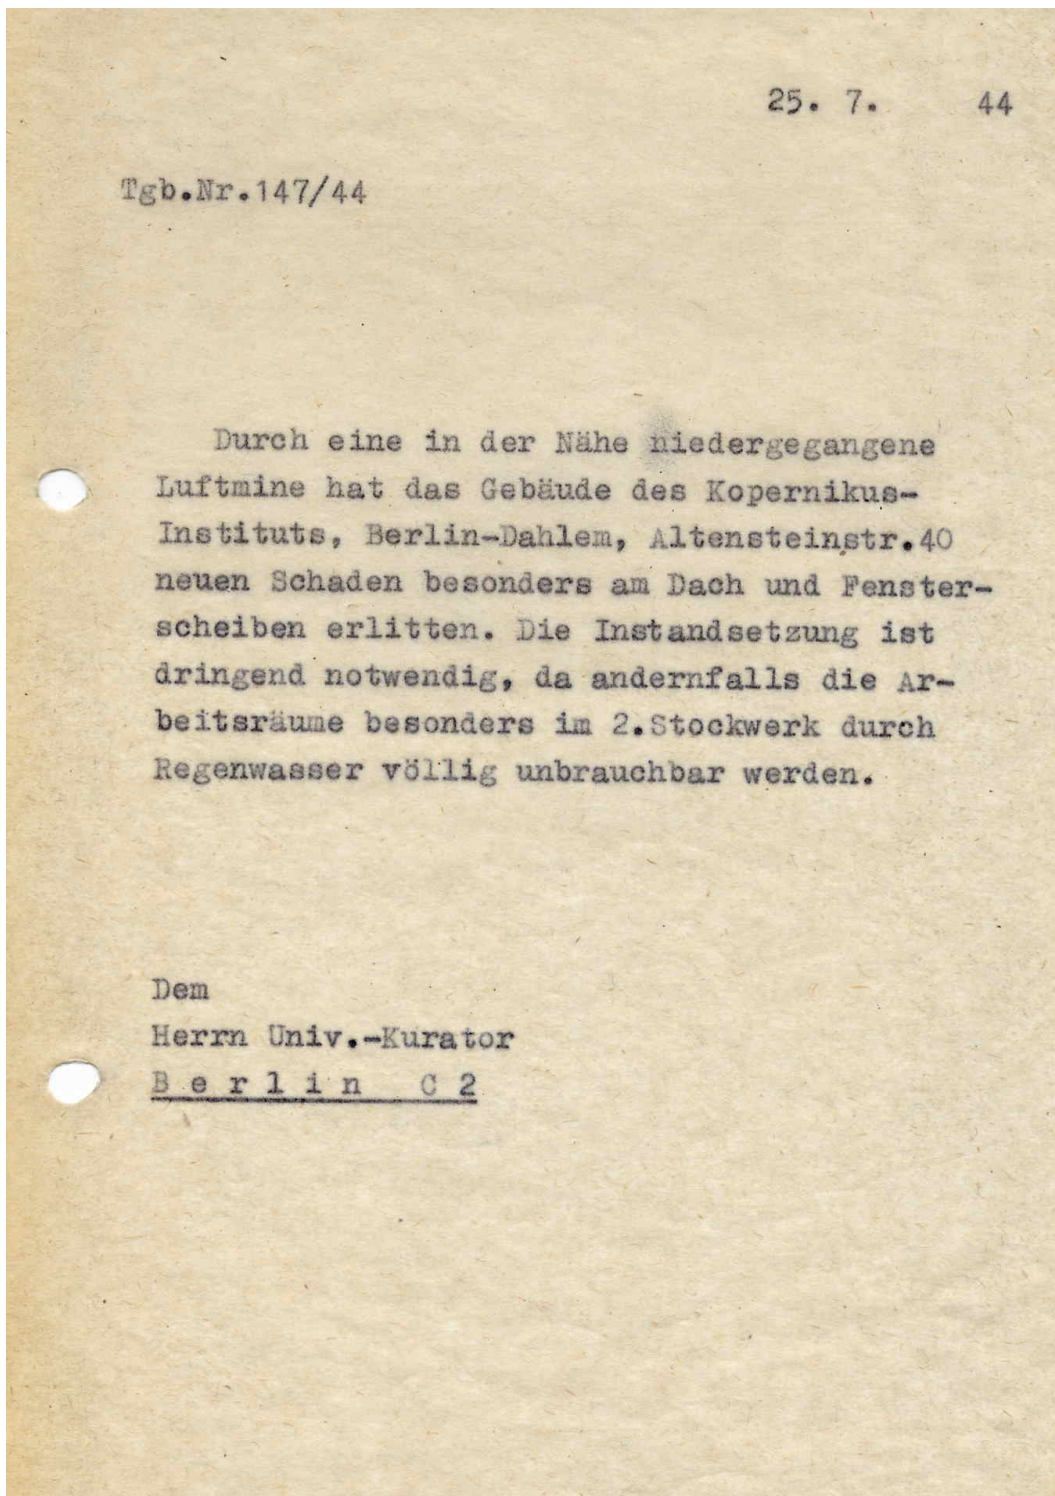 25. 7. 44
Tgb.Nr.147/44
Durch eine in der Nähe niedergegangene
Luftmine hat das Gebäude des Kopernikus-
Instituts, Berlin-Dahlem, Altensteinstr.40
neuen Schaden besonders am Dach und Fenster-
scheiben erlitten. Die Instandsetzung ist
dringend notwendig, da andernfalls die Ar-
beitsräume besonders im 2.Stockwerk durch
Regenwasser völlig unbrauchbar werden.
Dem
Herrn Univ.-Kurator
B e r l i n C 2